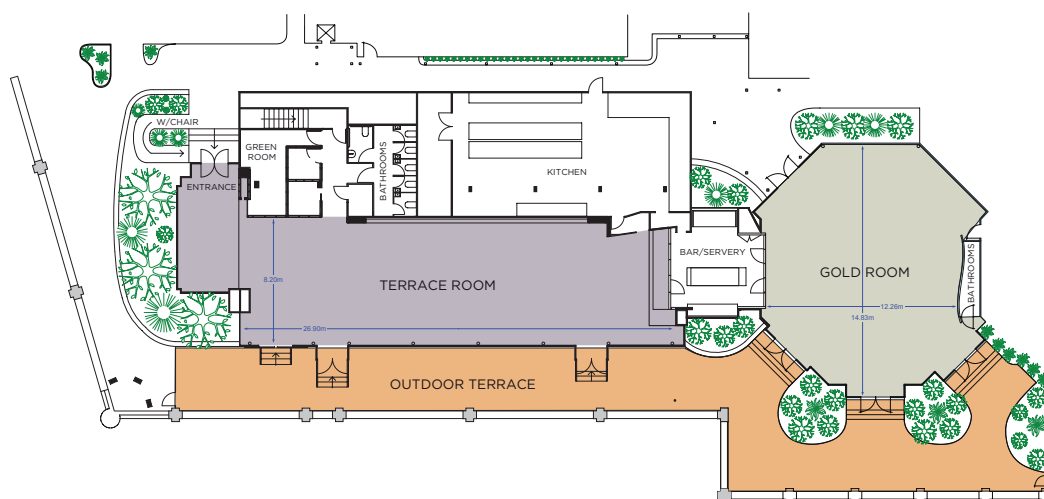 W/CHAIR
GREEN
ROOM
ENTRANCE
BATHROOMS
KITCHEN
8.20m
TERRACE ROOM
26.90m
BAR/SERVERY
GOLD ROOM
12.26m
14.83m
BATHROOMS
OUTDOOR TERRACE